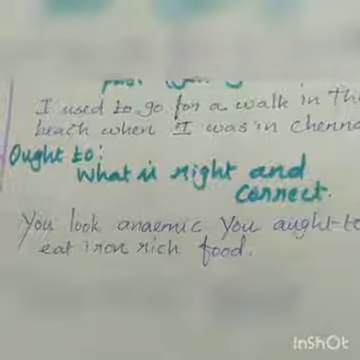 I used to go for a walk in the
beach when I was in Chenna
Ought to:
What is right and
correct.
You look anaemic. You aught-to
eat iron rich food.
InShOt